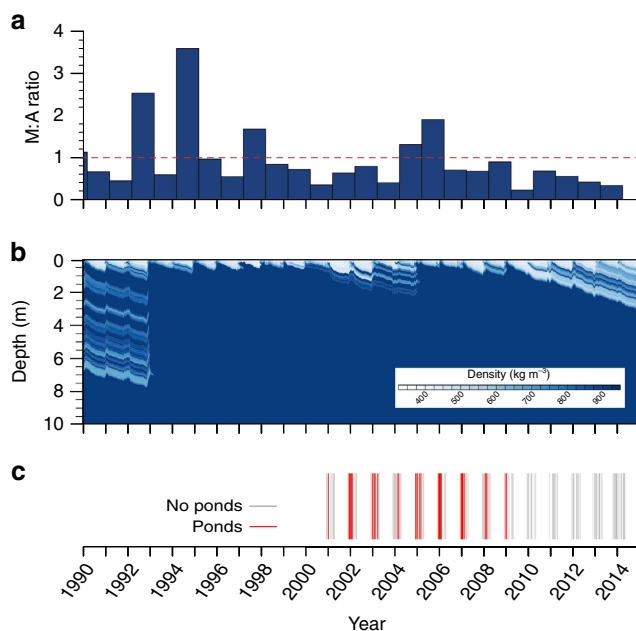 a
4
3
2
1
0
M:A ratio
b
0
2
4
6
8
10
Depth (m)
Density (kg m⁻³)
400 500 600 700 800 900
c
No ponds
Ponds
1990 1992 1994 1996 1998 2000 2002 2004 2006 2008 2010 2012 2014
Year